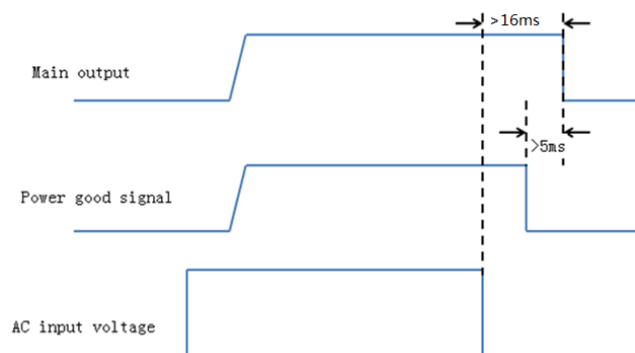 >16ms
Main output
>5ms
Power good signal
AC input voltage